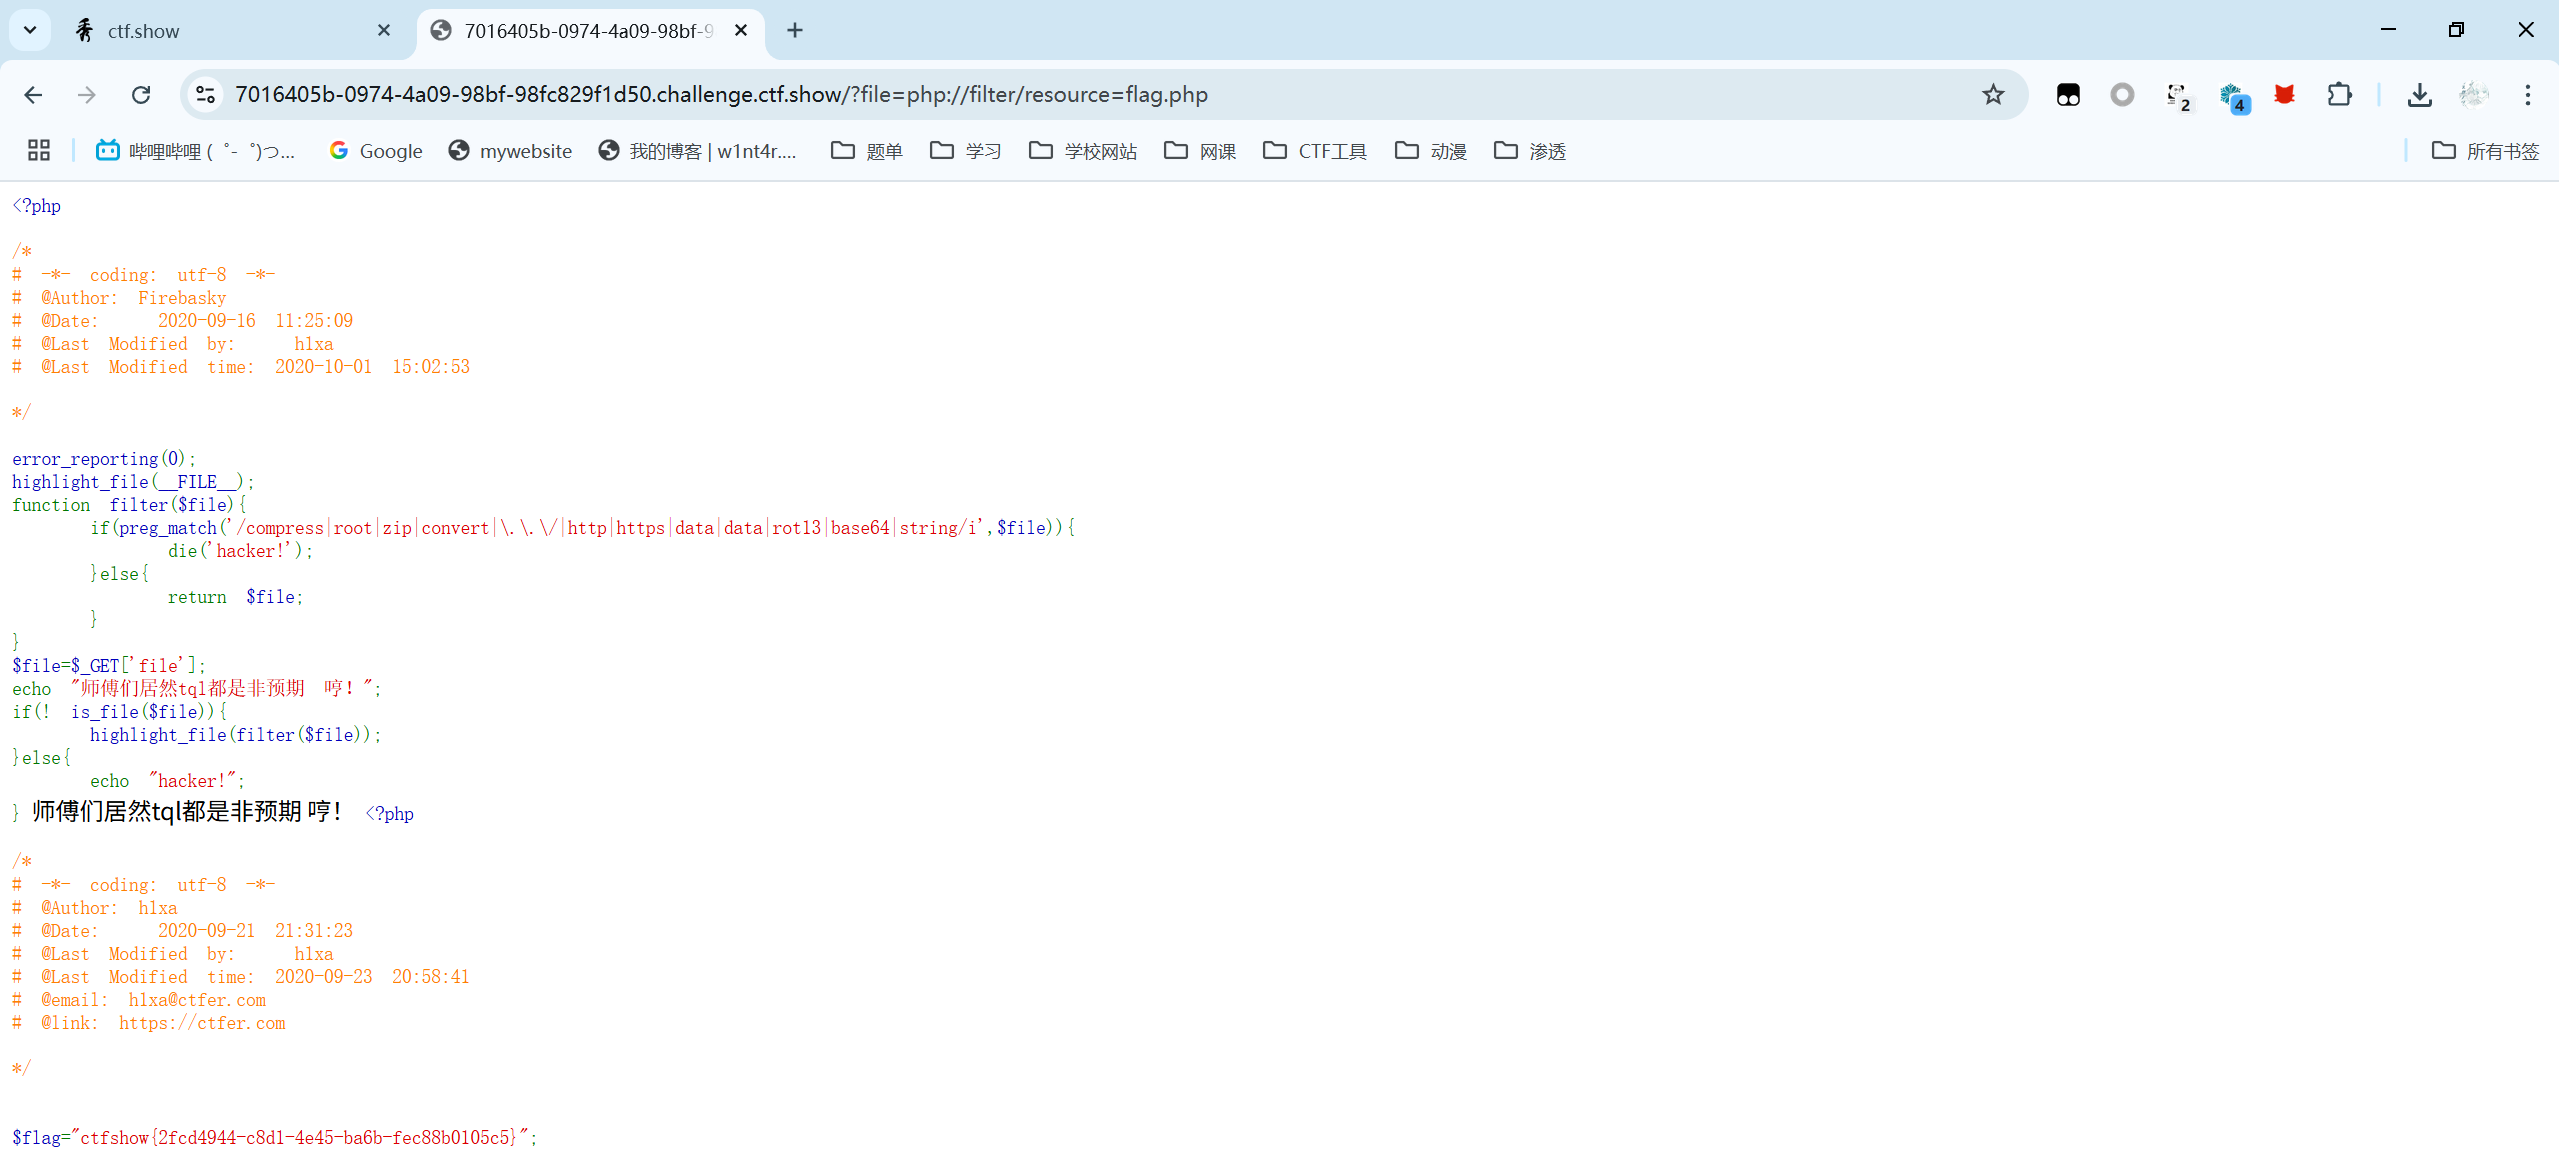 ctf.show
7016405b-0974-4a09-98bf-9
7016405b-0974-4a09-98bf-98fc829f1d50.challenge.ctf.show/?file=php://filter/resource=flag.php
2
4
哔哩哔哩 ( ゜- ゜)つ... Google mywebsite 我的博客 | w1nt4r.... 题单 学习 学校网站 网课 CTF工具 动漫 渗透 所有书签
<?php
/*
# -*- coding: utf-8 -*-
# @Author: Firebasky
# @Date:   2020-09-16 11:25:09
# @Last Modified by:   h1xa
# @Last Modified time: 2020-10-01 15:02:53
*/
error_reporting(0);
highlight_file(__FILE__);
function filter($file){
    if(preg_match('/compress|root|zip|convert|\.\.\/|http|https|data|data|rot13|base64|string/i',$file)){
        die('hacker!');
    }else{
        return $file;
    }
}
$file=$_GET['file'];
echo "师傅们居然tql都是非预期 哼！";
if(! is_file($file)){
    highlight_file(filter($file));
}else{
    echo "hacker!";
} 师傅们居然tql都是非预期 哼！ <?php
/*
# -*- coding: utf-8 -*-
# @Author: h1xa
# @Date:   2020-09-21 21:31:23
# @Last Modified by:   h1xa
# @Last Modified time: 2020-09-23 20:58:41
# @email: h1xa@ctfer.com
# @link: https://ctfer.com
*/
$flag="ctfshow{2fcd4944-c8d1-4e45-ba6b-fec88b0105c5}";